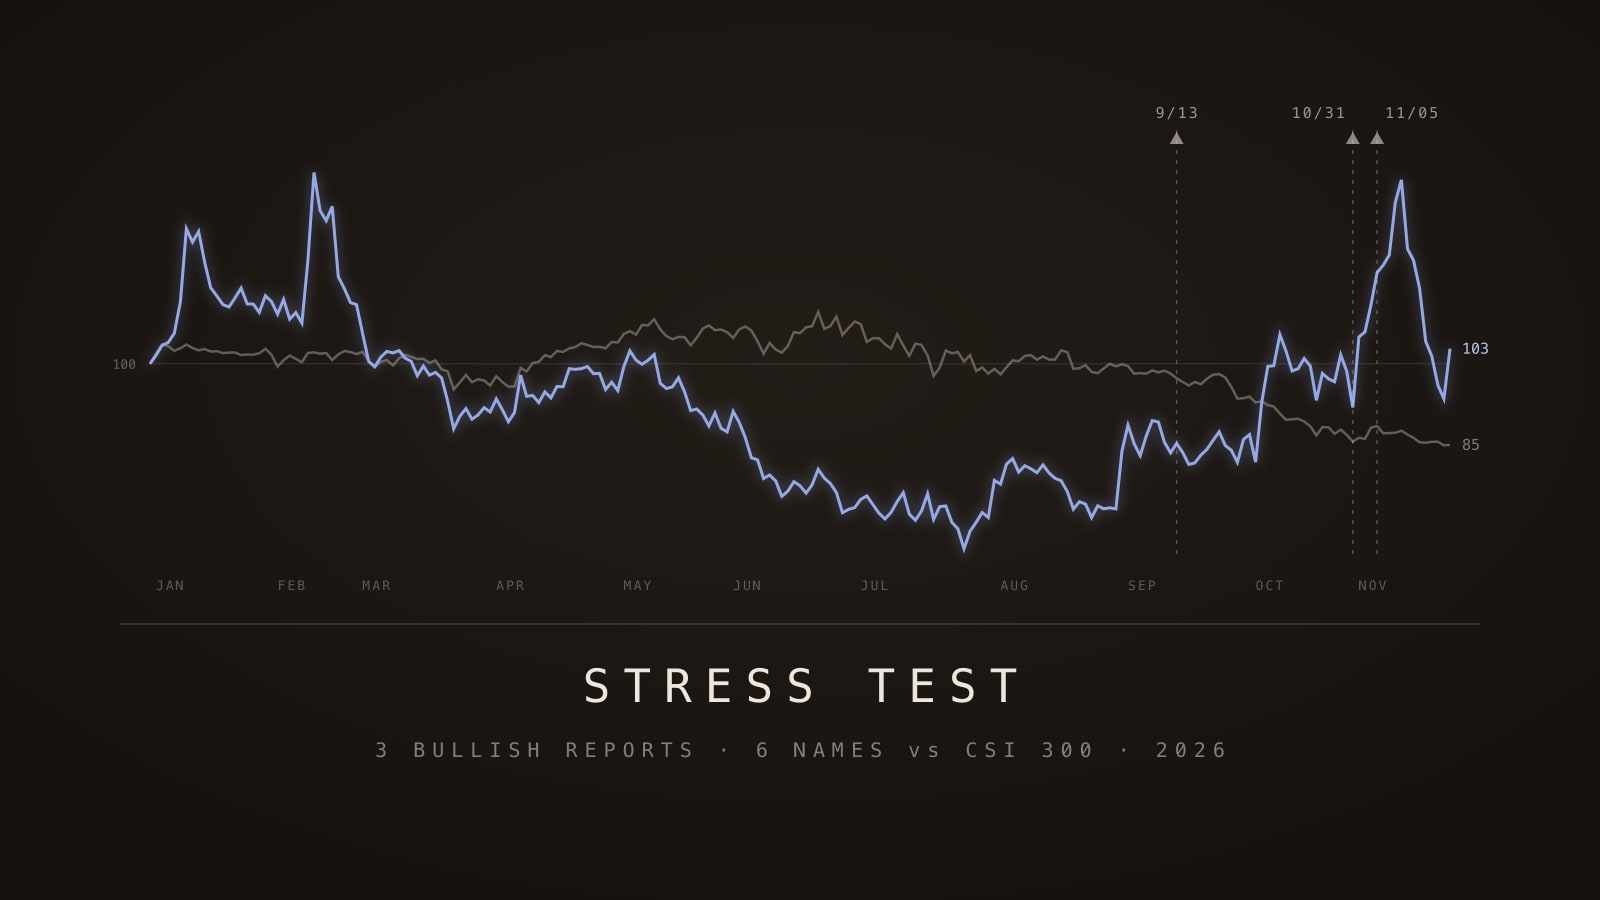 9/13 10/31 11/05
100
103
85
JAN FEB MAR APR MAY JUN JUL AUG SEP OCT NOV
STRESS TEST
3 BULLISH REPORTS · 6 NAMES vs CSI 300 · 2026